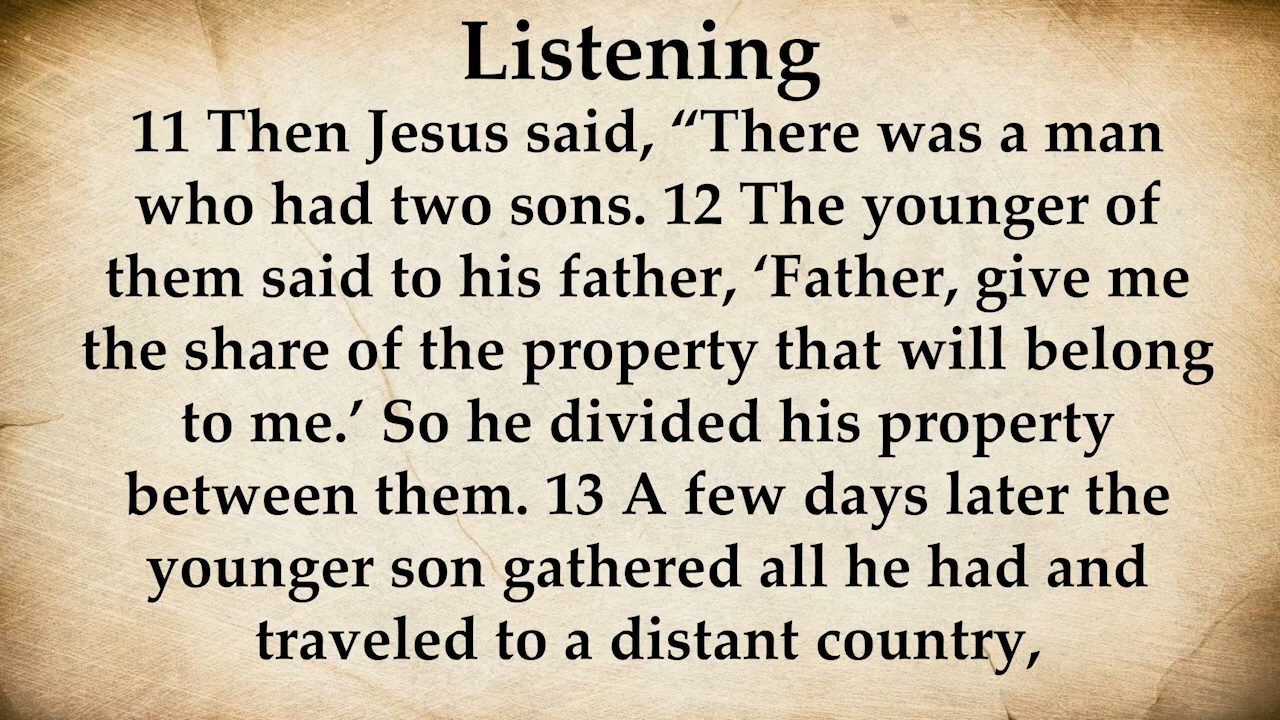 Listening
11 Then Jesus said, “There was a man
who had two sons. 12 The younger of
them said to his father, ‘Father, give me
the share of the property that will belong
to me.’ So he divided his property
between them. 13 A few days later the
younger son gathered all he had and
traveled to a distant country,